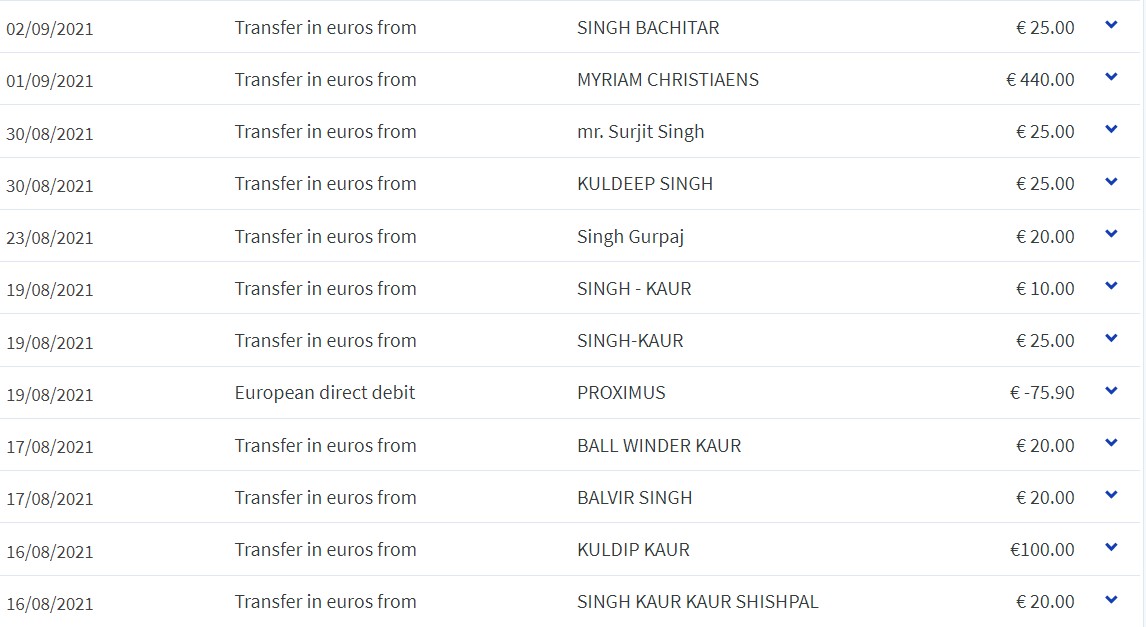 02/09/2021 Transfer in euros from SINGH BACHITAR € 25.00
01/09/2021 Transfer in euros from MYRIAM CHRISTIAENS € 440.00
30/08/2021 Transfer in euros from mr. Surjit Singh € 25.00
30/08/2021 Transfer in euros from KULDEEP SINGH € 25.00
23/08/2021 Transfer in euros from Singh Gurpaj € 20.00
19/08/2021 Transfer in euros from SINGH - KAUR € 10.00
19/08/2021 Transfer in euros from SINGH-KAUR € 25.00
19/08/2021 European direct debit PROXIMUS € -75.90
17/08/2021 Transfer in euros from BALL WINDER KAUR € 20.00
17/08/2021 Transfer in euros from BALVIR SINGH € 20.00
16/08/2021 Transfer in euros from KULDIP KAUR €100.00
16/08/2021 Transfer in euros from SINGH KAUR KAUR SHISHPAL € 20.00